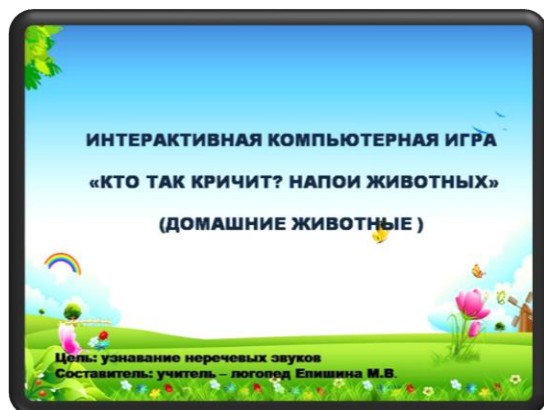 ИНТЕРАКТИВНАЯ КОМПЬЮТЕРНАЯ ИГРА
«КТО ТАК КРИЧИТ? НАПОИ ЖИВОТНЫХ»
(ДОМАШНИЕ ЖИВОТНЫЕ )
Цель: узнавание неречевых звуков
Составитель: учитель – логопед Епишина М.В.